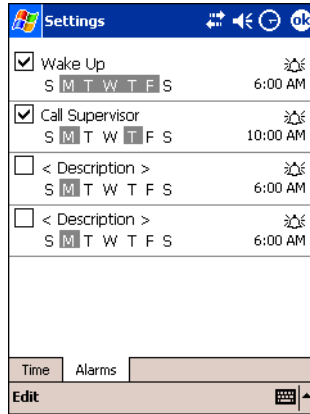 Settings ok
Wake Up
S M T W T F S 6:00 AM
Call Supervisor
S M T W T F S 10:00 AM
< Description >
S M T W T F S 6:00 AM
< Description >
S M T W T F S 6:00 AM
Time Alarms
Edit